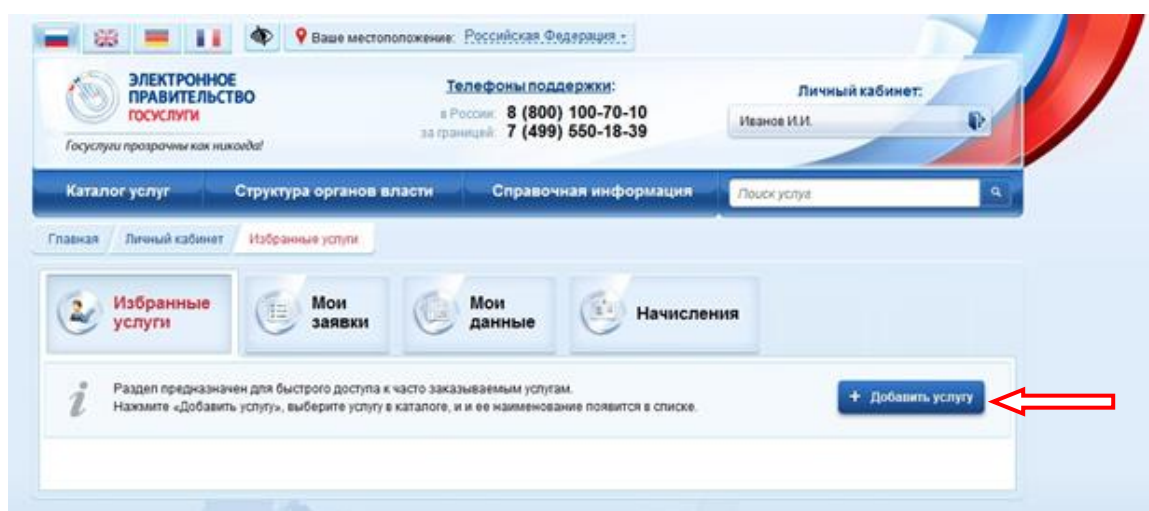 Ваше местоположение: Российская Федерация
ЭЛЕКТРОННОЕ
ПРАВИТЕЛЬСТВО
ГОСУСЛУГИ
Госуслуги прозрачны как никогда!
Телефоны поддержки:
в России: 8 (800) 100-70-10
за границей: 7 (499) 550-18-39
Личный кабинет:
Иванов И.И.
Каталог услуг
Структура органов власти
Справочная информация
Поиск услуг
Главная
Личный кабинет
Избранные услуги
Избранные
услуги
Мои
заявки
Мои
данные
Начисления
Раздел предназначен для быстрого доступа к часто заказываемым услугам.
Нажмите «Добавить услугу», выберите услугу в каталоге, и и ее наименование появится в списке.
+ Добавить услугу